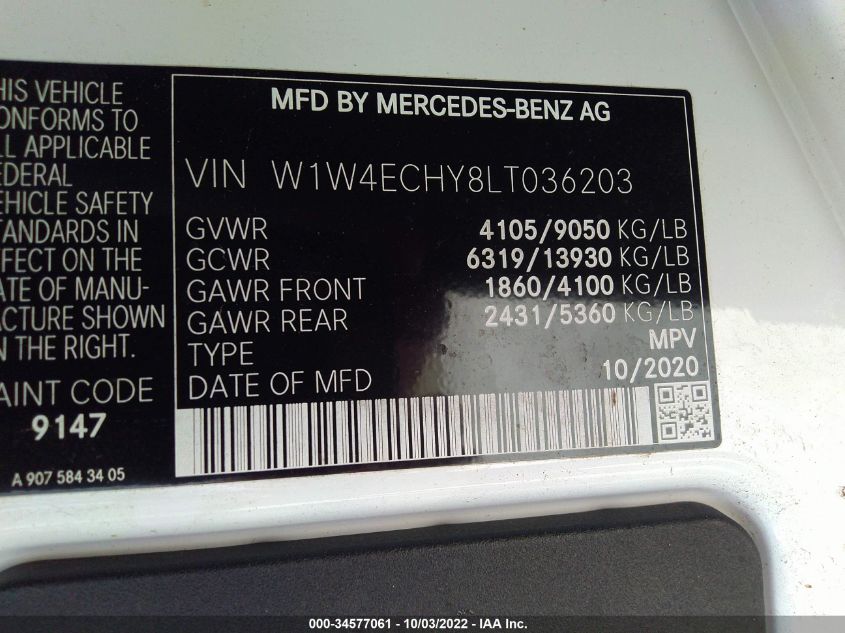 HIS VEHICLE
ONFORMS TO
LL APPLICABLE
EDERAL
EHICLE SAFETY
TANDARDS IN
FFECT ON THE
ATE OF MANU-
ACTURE SHOWN
N THE RIGHT.
AINT CODE
9147
A 907 584 34 05
MFD BY MERCEDES-BENZ AG
VIN W1W4ECHY8LT036203
GVWR 4105/9050 KG/LB
GCWR 6319/13930 KG/LB
GAWR FRONT 1860/4100 KG/LB
GAWR REAR 2431/5360 KG/LB
TYPE MPV
DATE OF MFD 10/2020
000-34577061 - 10/03/2022 - IAA Inc.